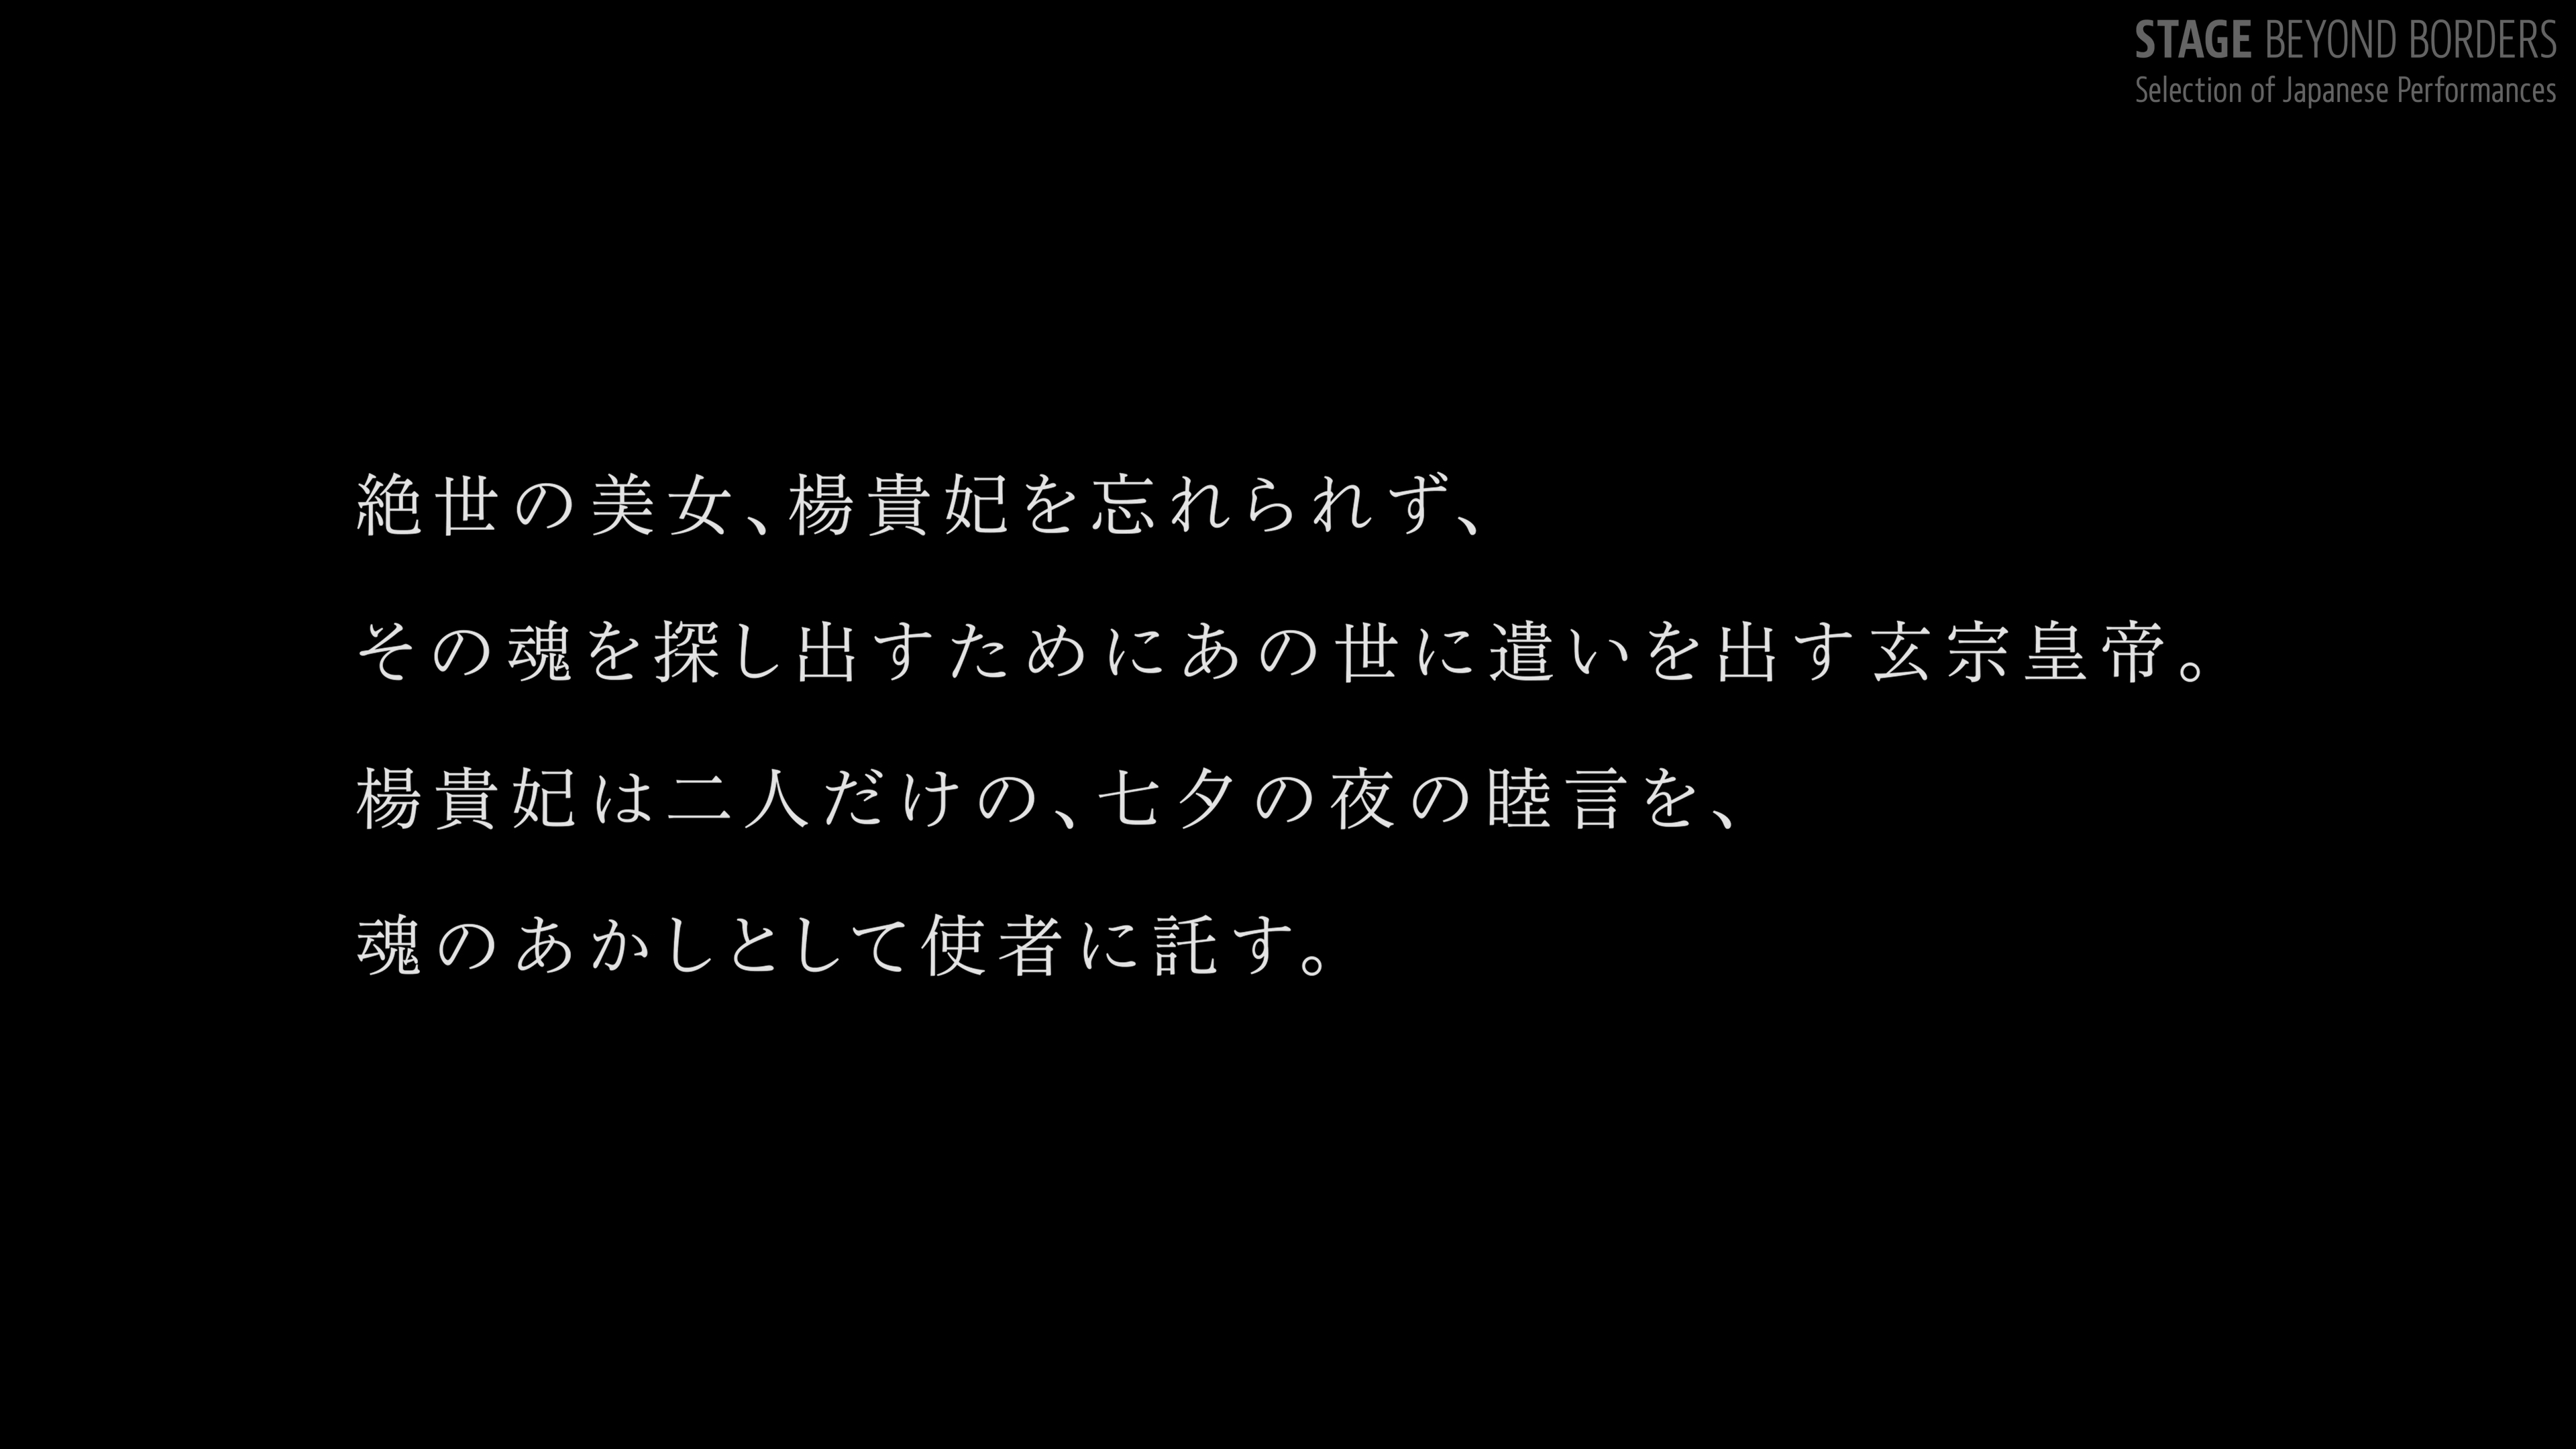 STAGE BEYOND BORDERS
Selection of Japanese Performances
絶世の美女、楊貴妃を忘れられず、
その魂を探し出すためにあの世に遣いを出す玄宗皇帝。
楊貴妃は二人だけの、七夕の夜の睦言を、
魂のあかしとして使者に託す。